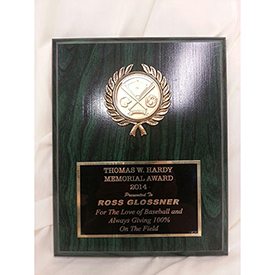 THOMAS W. HARDY
MEMORIAL AWARD
2014
Presented To
ROSS GLOSSNER
For The Love of Baseball and
Always Giving 100%
On The Field